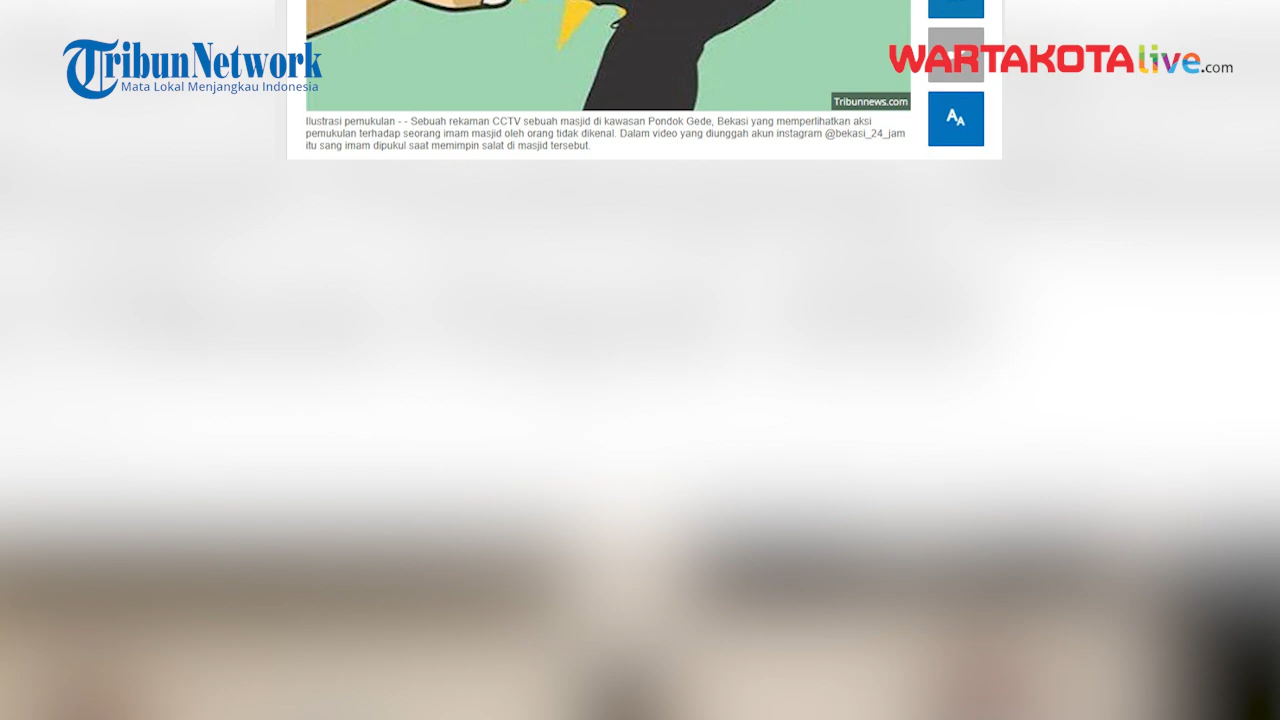 TribunNetwork
Mata Lokal Menjangkau Indonesia
WARTAKOTAlive.com
Tribunnews.com
AA
Ilustrasi pemukulan - - Sebuah rekaman CCTV sebuah masjid di kawasan Pondok Gede, Bekasi yang memperlihatkan aksi
pemukulan terhadap seorang imam masjid oleh orang tidak dikenal. Dalam video yang diunggah akun instagram @bekasi_24_jam
itu sang imam dipukul saat memimpin salat di masjid tersebut.